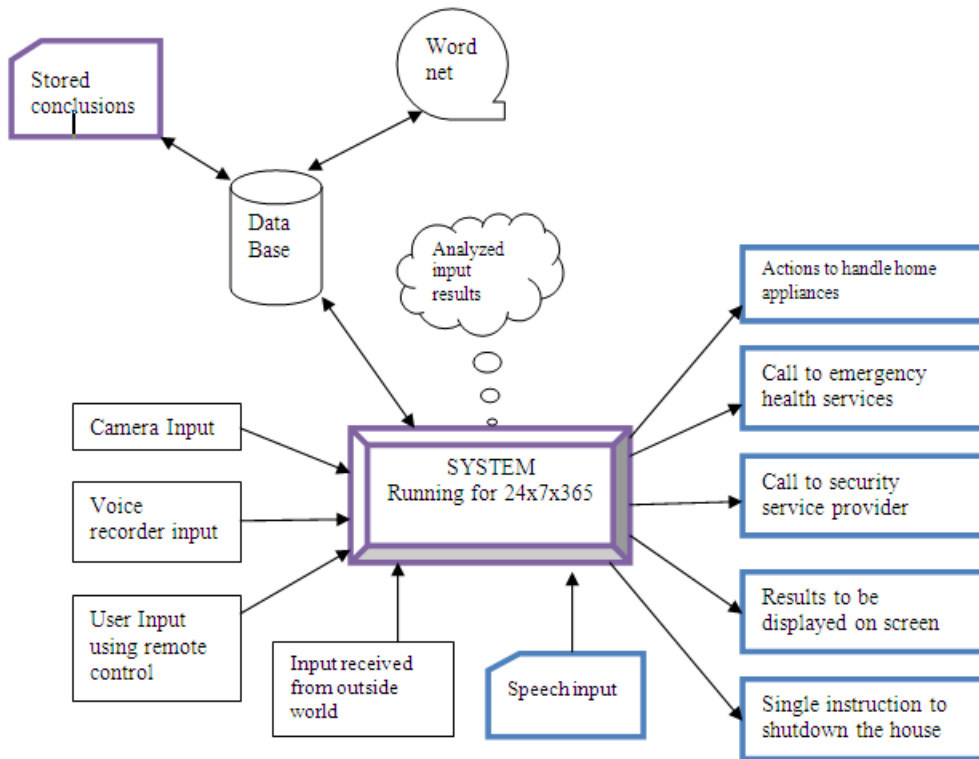 Stored
conclusions
Word
net
Data
Base
Analyzed
input
results
Camera Input
Voice
recorder input
User Input
using remote
control
Input received
from outside
world
Speech input
SYSTEM
Running for 24x7x365
Actions to handle home
appliances
Call to emergency
health services
Call to security
service provider
Results to be
displayed on screen
Single instruction to
shutdown the house